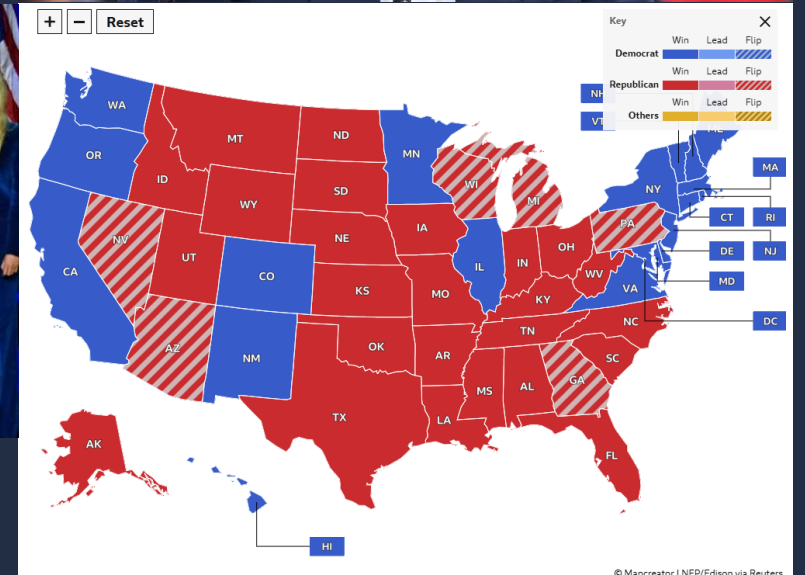 + − Reset
Key
Win Lead Flip
Democrat
Win Lead Flip
Republican
Win Lead Flip
Others
NH
VT
ME
WA
MT
ND
MN
OR
ID
WI
MI
MA
SD
NY
WY
CT
RI
IA
PA
NV
NE
OH
DE
NJ
UT
IL
IN
CA
CO
WV
MD
KS
MO
VA
KY
DC
NC
TN
OK
AZ
NM
AR
SC
GA
MS
AL
TX
LA
AK
FL
HI
© Mapcreator | NEP/Edison via Reuters